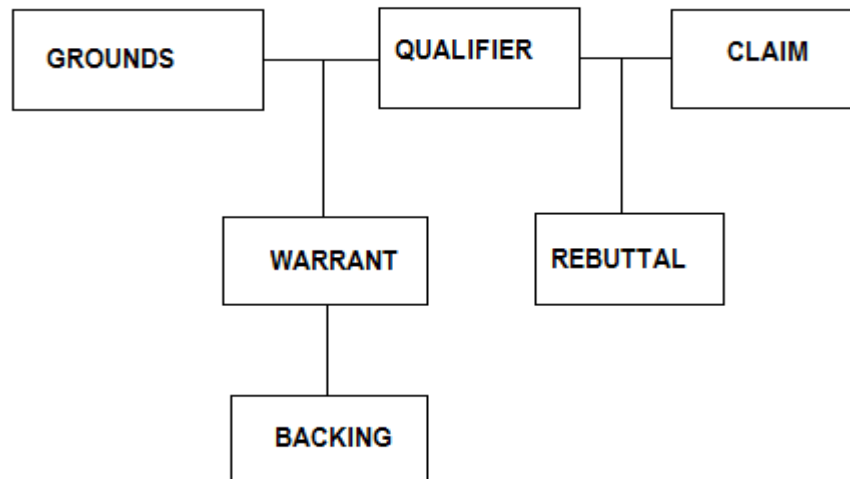 GROUNDS
QUALIFIER
CLAIM
WARRANT
REBUTTAL
BACKING